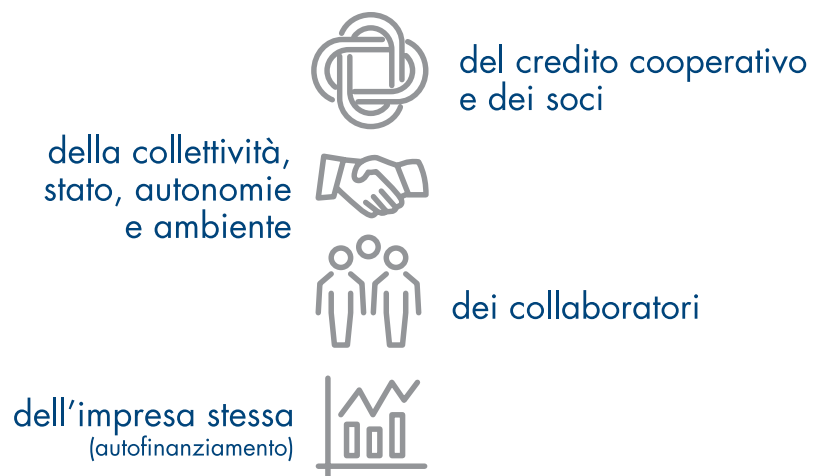 del credito cooperativo
e dei soci
della collettività,
stato, autonomie
e ambiente
dei collaboratori
dell'impresa stessa
(autofinanziamento)